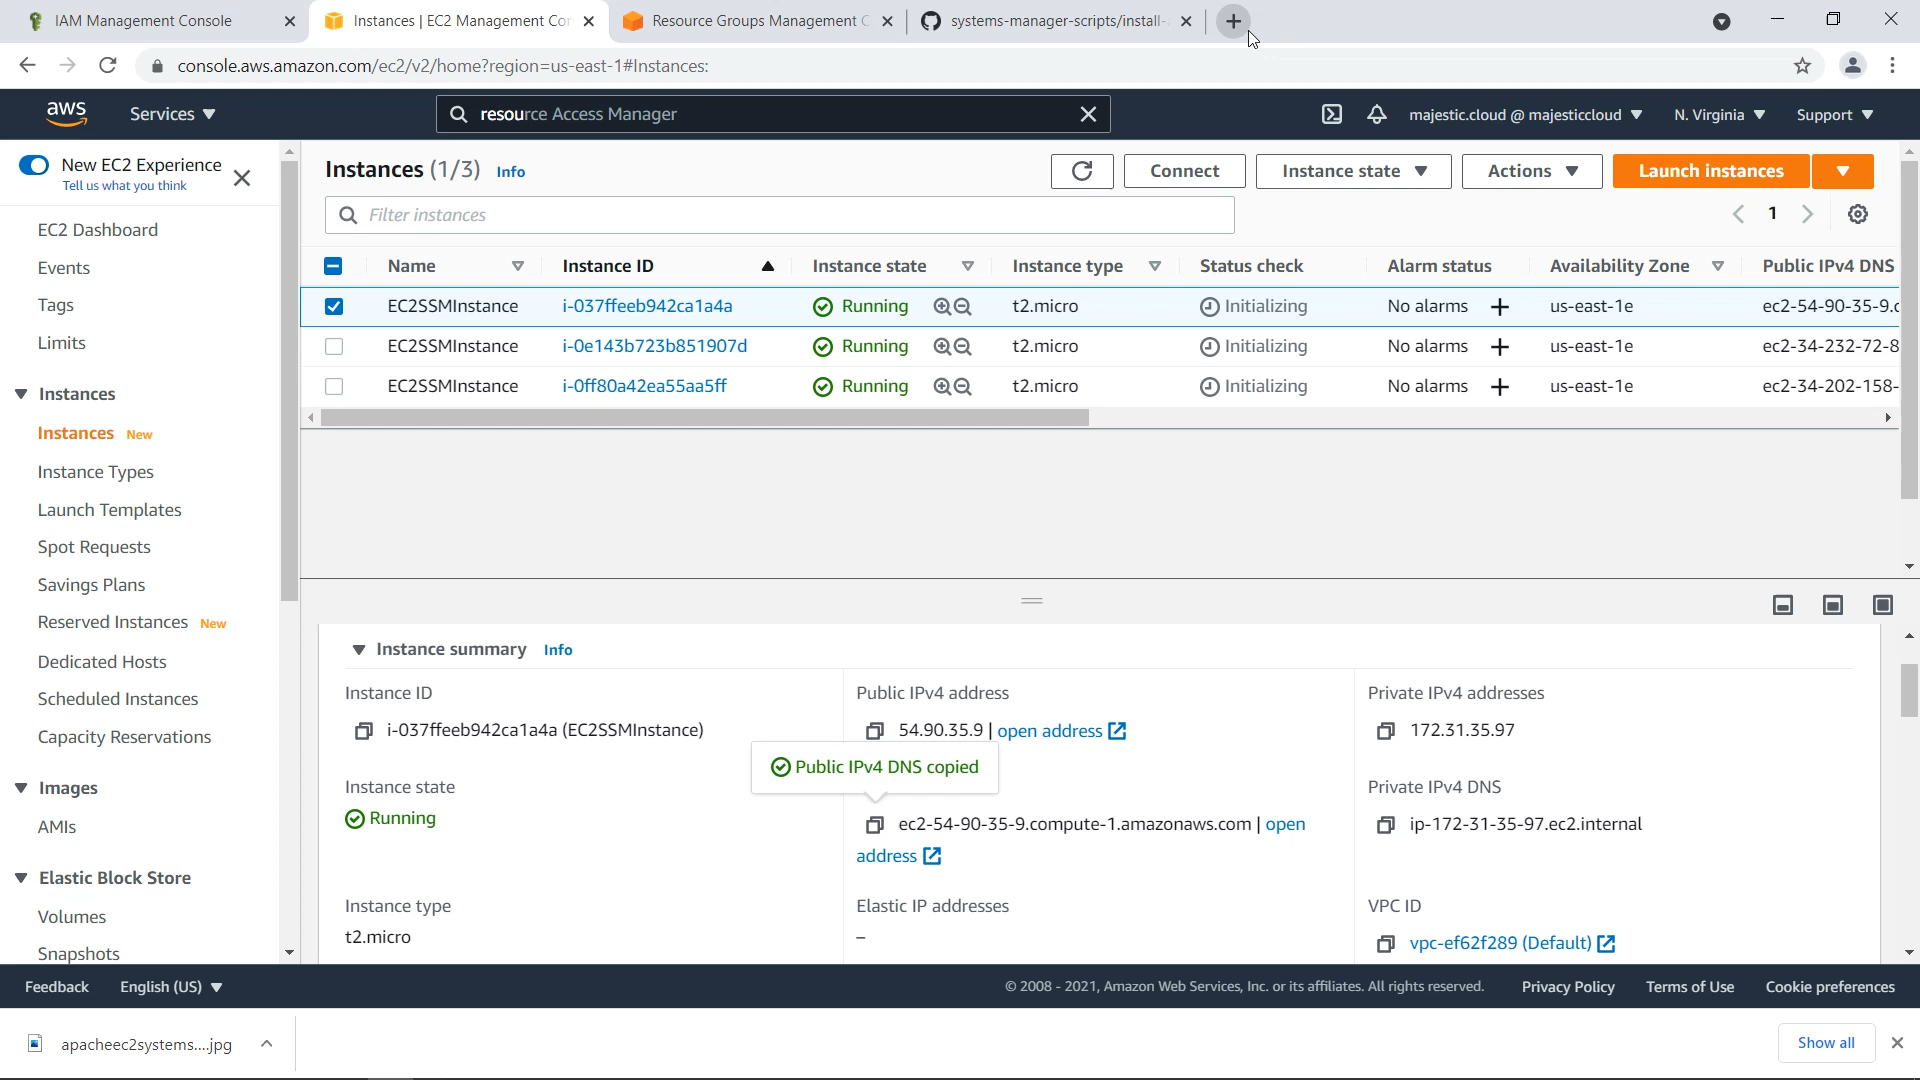 IAM Management Console
Instances | EC2 Management Con
Resource Groups Management C
systems-manager-scripts/install-
console.aws.amazon.com/ec2/v2/home?region=us-east-1#Instances:
aws
Services
resource Access Manager
majestic.cloud @ majesticcloud
N. Virginia
Support
New EC2 Experience
Tell us what you think
EC2 Dashboard
Events
Tags
Limits
Instances
Instances New
Instance Types
Launch Templates
Spot Requests
Savings Plans
Reserved Instances New
Dedicated Hosts
Scheduled Instances
Capacity Reservations
Images
AMIs
Elastic Block Store
Volumes
Snapshots
Instances (1/3) Info
Connect
Instance state
Actions
Launch instances
Filter instances
1
Name Instance ID Instance state Instance type Status check Alarm status Availability Zone Public IPv4 DNS
EC2SSMInstance i-037ffeeb942ca1a4a Running t2.micro Initializing No alarms us-east-1e ec2-54-90-35-9.c
EC2SSMInstance i-0e143b723b851907d Running t2.micro Initializing No alarms us-east-1e ec2-34-232-72-8
EC2SSMInstance i-0ff80a42ea55aa5ff Running t2.micro Initializing No alarms us-east-1e ec2-34-202-158-
Instance summary Info
Instance ID
i-037ffeeb942ca1a4a (EC2SSMInstance)
Public IPv4 address
54.90.35.9 | open address
Private IPv4 addresses
172.31.35.97
Public IPv4 DNS copied
Instance state
Running
ec2-54-90-35-9.compute-1.amazonaws.com | open
address
Private IPv4 DNS
ip-172-31-35-97.ec2.internal
Instance type
t2.micro
Elastic IP addresses
–
VPC ID
vpc-ef62f289 (Default)
Feedback
English (US)
© 2008 - 2021, Amazon Web Services, Inc. or its affiliates. All rights reserved.
Privacy Policy
Terms of Use
Cookie preferences
apacheec2systems....jpg
Show all